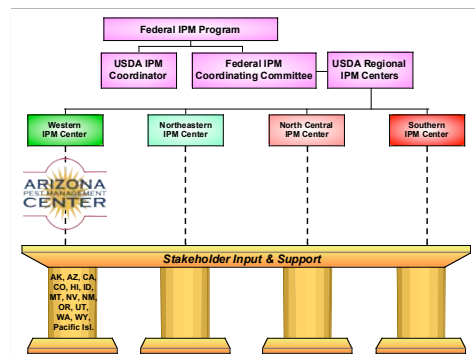 Federal IPM Program
USDA IPM
Coordinator
Federal IPM
Coordinating Committee
USDA Regional
IPM Centers
Western
IPM Center
Northeastern
IPM Center
North Central
IPM Center
Southern
IPM Center
ARIZONA
PEST MANAGEMENT
CENTER
Stakeholder Input & Support
AK, AZ, CA,
CO, HI, ID,
MT, NV, NM,
OR, UT,
WA, WY,
Pacific Isl.